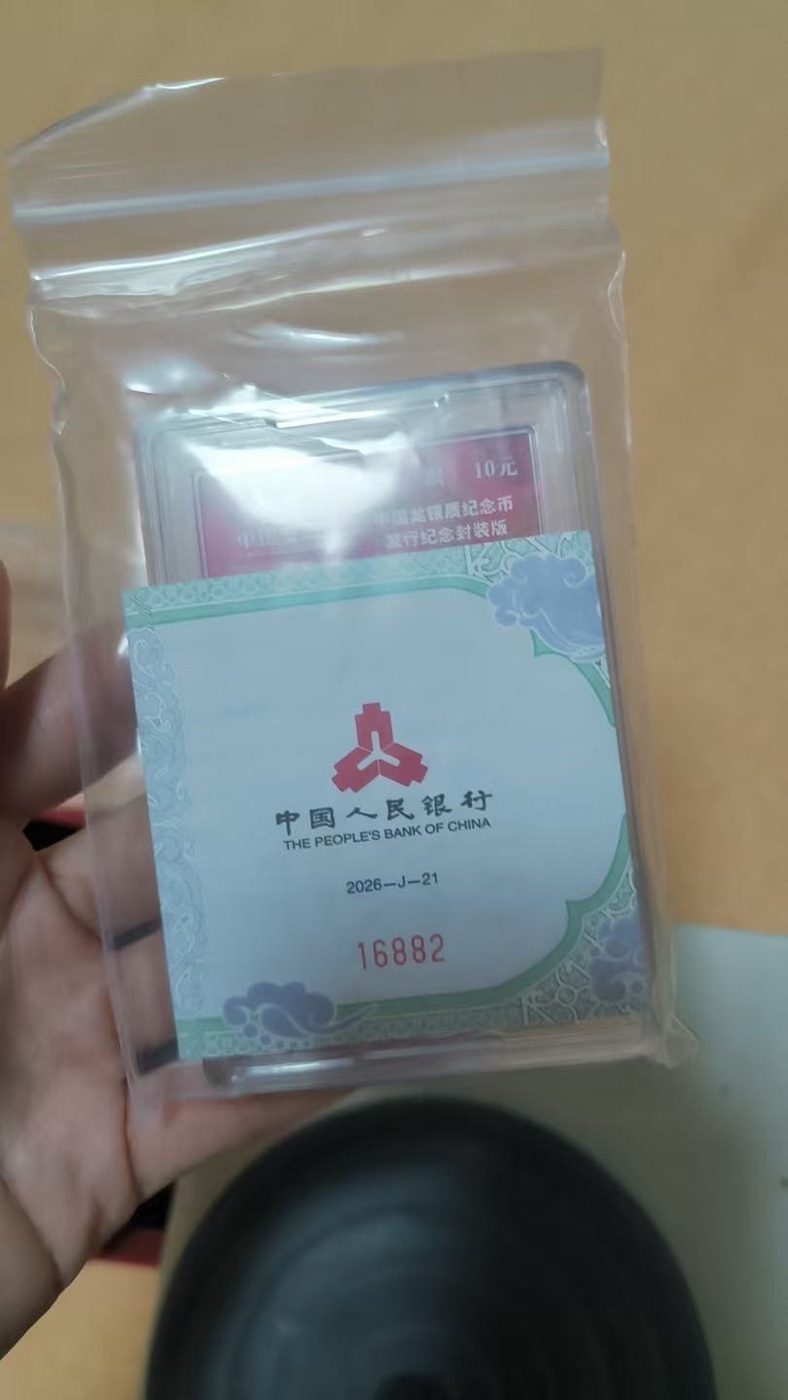 10元
中国龙银质纪念币
发行纪念封装版
中国人民银行
THE PEOPLE'S BANK OF CHINA
2026-J-21
16882